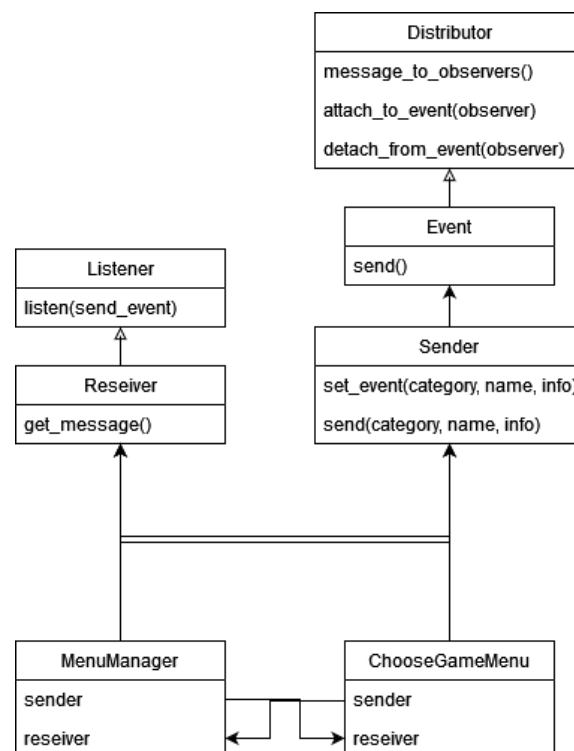 Distributor
message_to_observers()
attach_to_event(observer)
detach_from_event(observer)
Event
send()
Listener
listen(send_event)
Sender
set_event(category, name, info)
send(category, name, info)
Reseiver
get_message()
MenuManager
sender
reseiver
ChooseGameMenu
sender
reseiver